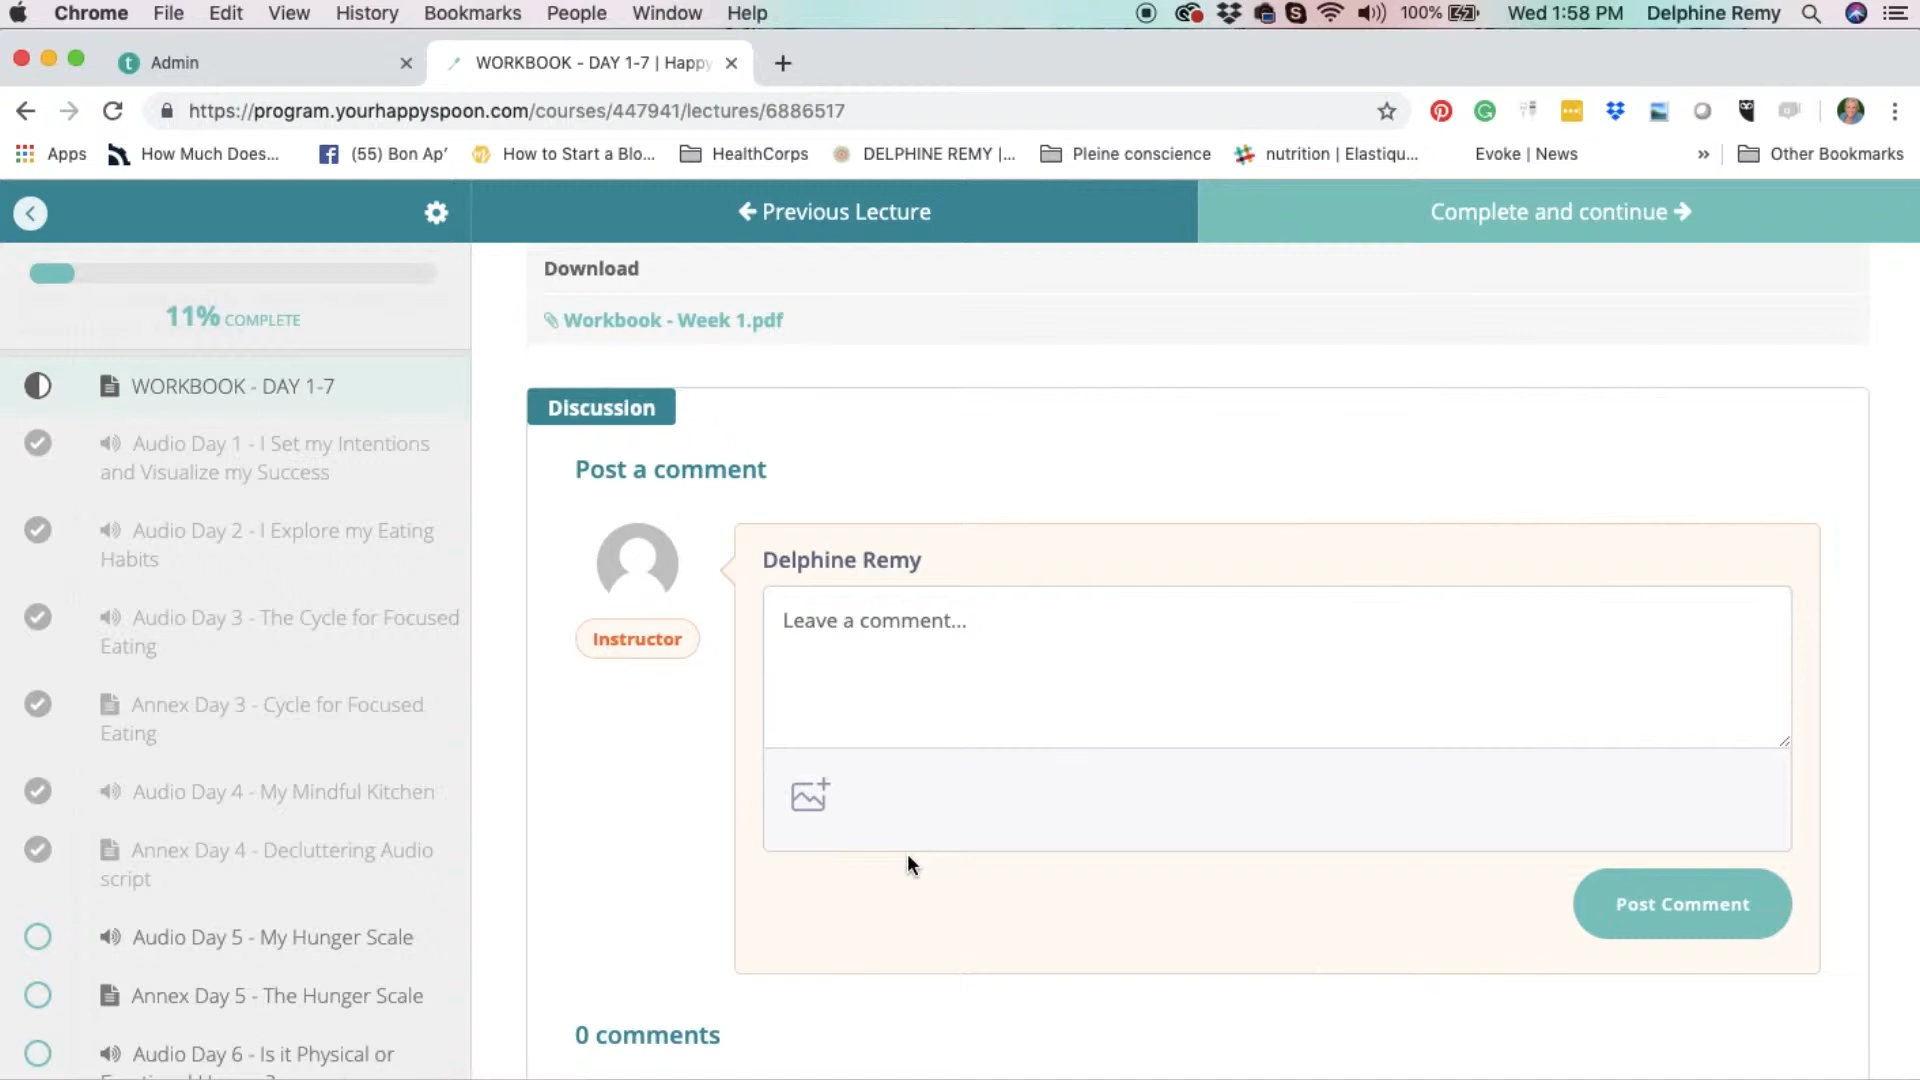 Chrome File Edit View History Bookmarks People Window Help 100% Wed 1:58 PM Delphine Remy
Admin
WORKBOOK - DAY 1-7 | Happy
https://program.yourhappyspoon.com/courses/447941/lectures/6886517
Apps How Much Does... (55) Bon Ap' How to Start a Blo... HealthCorps DELPHINE REMY |... Pleine conscience nutrition | Elastiqu... Evoke | News » Other Bookmarks
Previous Lecture
Complete and continue
11% COMPLETE
WORKBOOK - DAY 1-7
Audio Day 1 - I Set my Intentions
and Visualize my Success
Audio Day 2 - I Explore my Eating
Habits
Audio Day 3 - The Cycle for Focused
Eating
Annex Day 3 - Cycle for Focused
Eating
Audio Day 4 - My Mindful Kitchen
Annex Day 4 - Decluttering Audio
script
Audio Day 5 - My Hunger Scale
Annex Day 5 - The Hunger Scale
Audio Day 6 - Is it Physical or
Download
Workbook - Week 1.pdf
Discussion
Post a comment
Instructor
Delphine Remy
Leave a comment...
Post Comment
0 comments